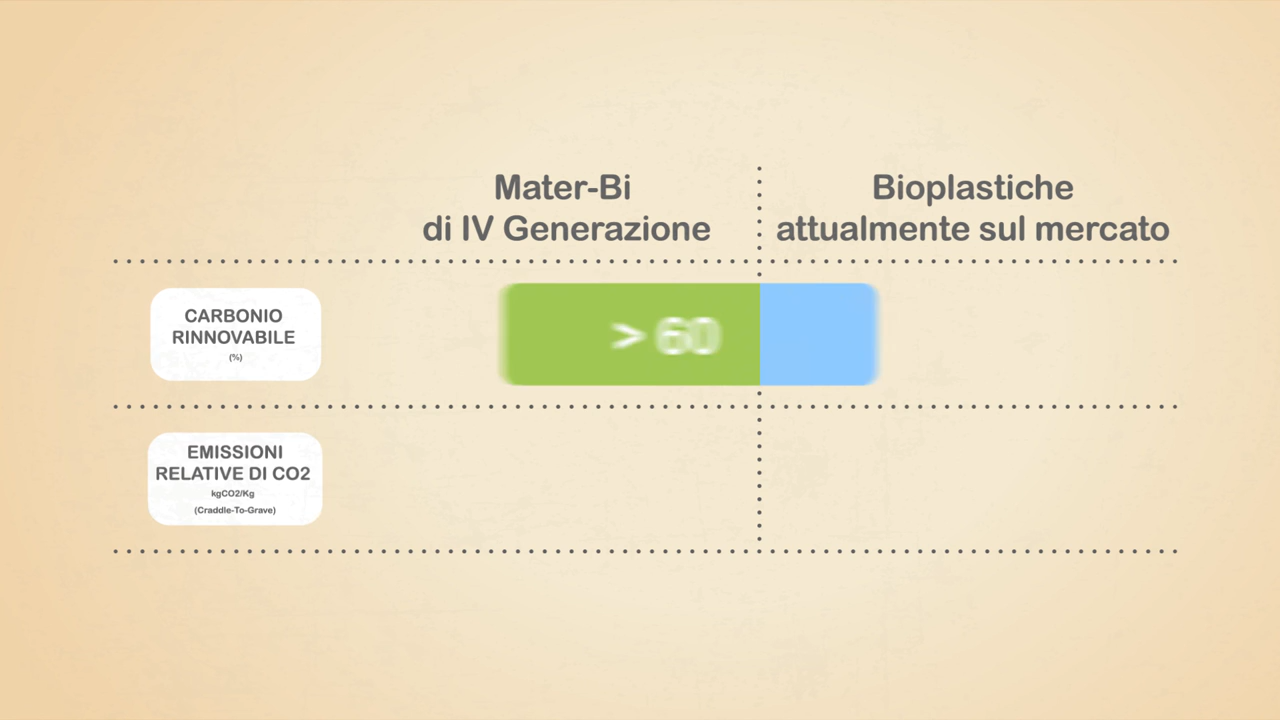 Mater-Bi
di IV Generazione
Bioplastiche
attualmente sul mercato
CARBONIO
RINNOVABILE
(%)
> 60
EMISSIONI
RELATIVE DI CO2
kgCO2/Kg
(Craddle-To-Grave)